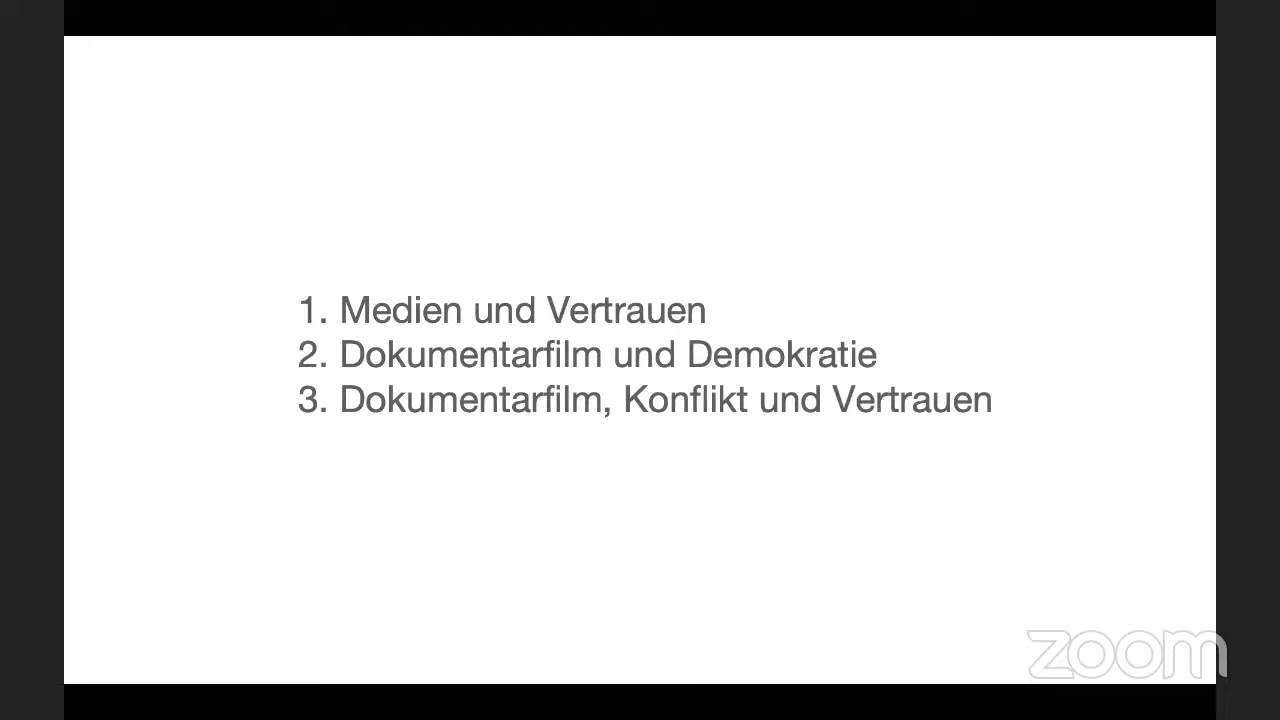 1. Medien und Vertrauen
2. Dokumentarfilm und Demokratie
3. Dokumentarfilm, Konflikt und Vertrauen
zoom